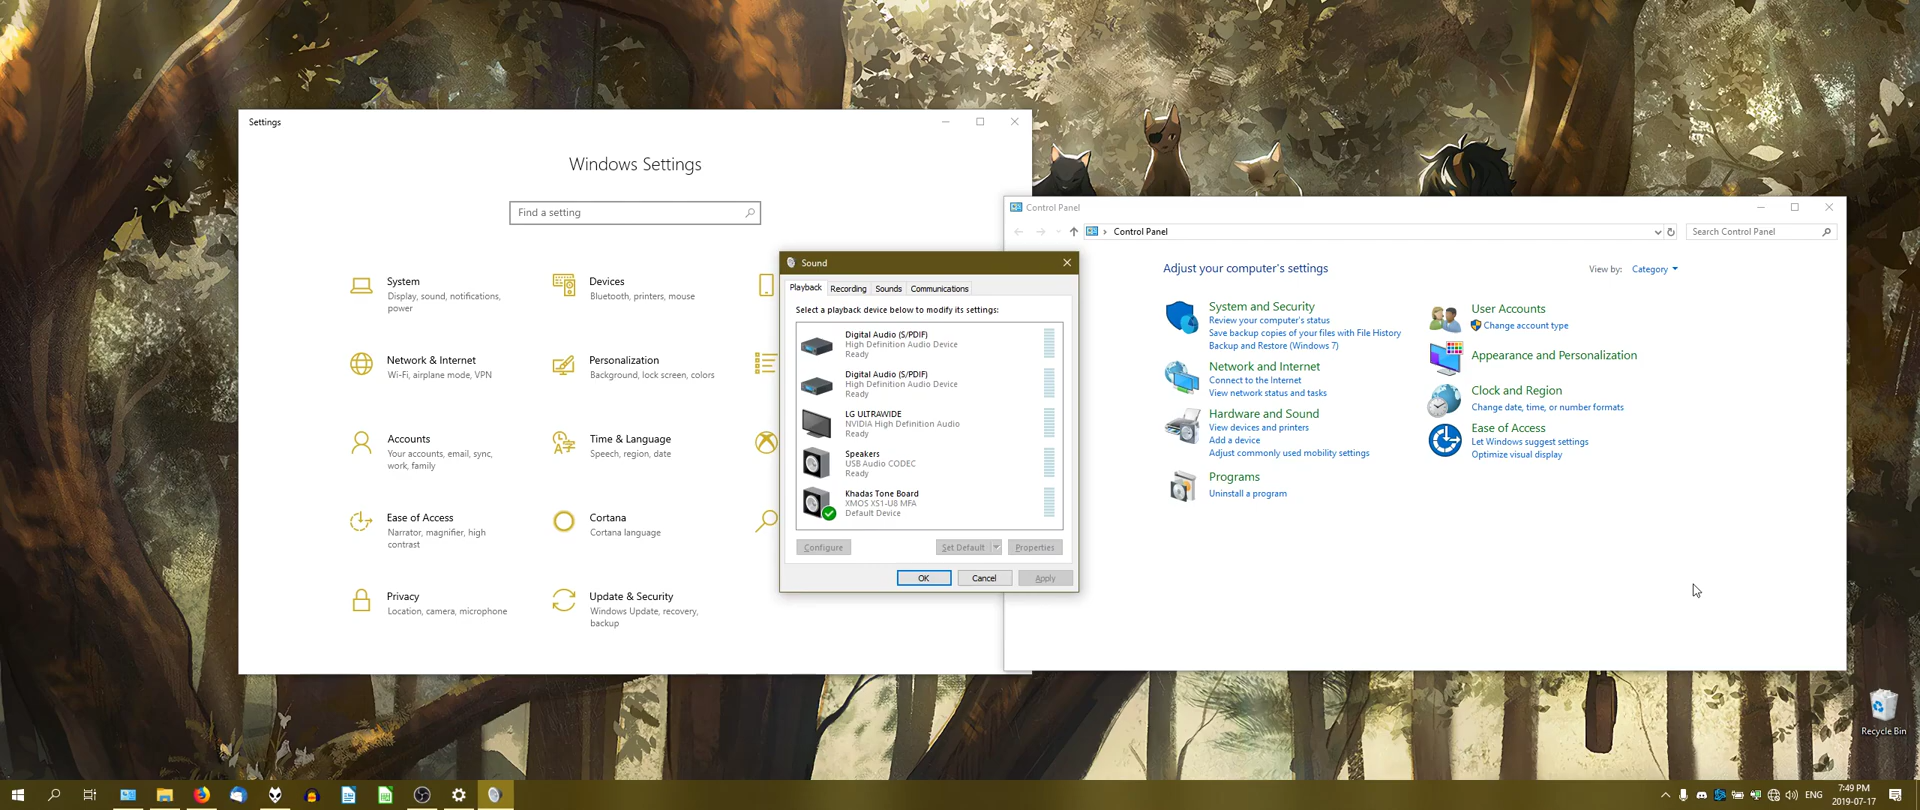 Settings
Windows Settings
Find a setting
System
Display, sound, notifications,
power
Devices
Bluetooth, printers, mouse
Network & Internet
Wi-Fi, airplane mode, VPN
Personalization
Background, lock screen, colors
Accounts
Your accounts, email, sync,
work, family
Time & Language
Speech, region, date
Ease of Access
Narrator, magnifier, high
contrast
Cortana
Cortana language
Privacy
Location, camera, microphone
Update & Security
Windows Update, recovery,
backup
Sound
Playback Recording Sounds Communications
Select a playback device below to modify its settings:
Digital Audio (S/PDIF)
High Definition Audio Device
Ready
Digital Audio (S/PDIF)
High Definition Audio Device
Ready
LG ULTRAWIDE
NVIDIA High Definition Audio
Ready
Speakers
USB Audio CODEC
Ready
Khadas Tone Board
XMOS XS1-U8 MFA
Default Device
Configure Set Default Properties
OK Cancel Apply
Control Panel
Control Panel
Search Control Panel
Adjust your computer's settings
View by: Category
System and Security
Review your computer's status
Save backup copies of your files with File History
Backup and Restore (Windows 7)
Network and Internet
Connect to the Internet
View network status and tasks
Hardware and Sound
View devices and printers
Add a device
Adjust commonly used mobility settings
Programs
Uninstall a program
User Accounts
Change account type
Appearance and Personalization
Clock and Region
Change date, time, or number formats
Ease of Access
Let Windows suggest settings
Optimize visual display
Recycle Bin
ENG
7:49 PM
2019-07-17